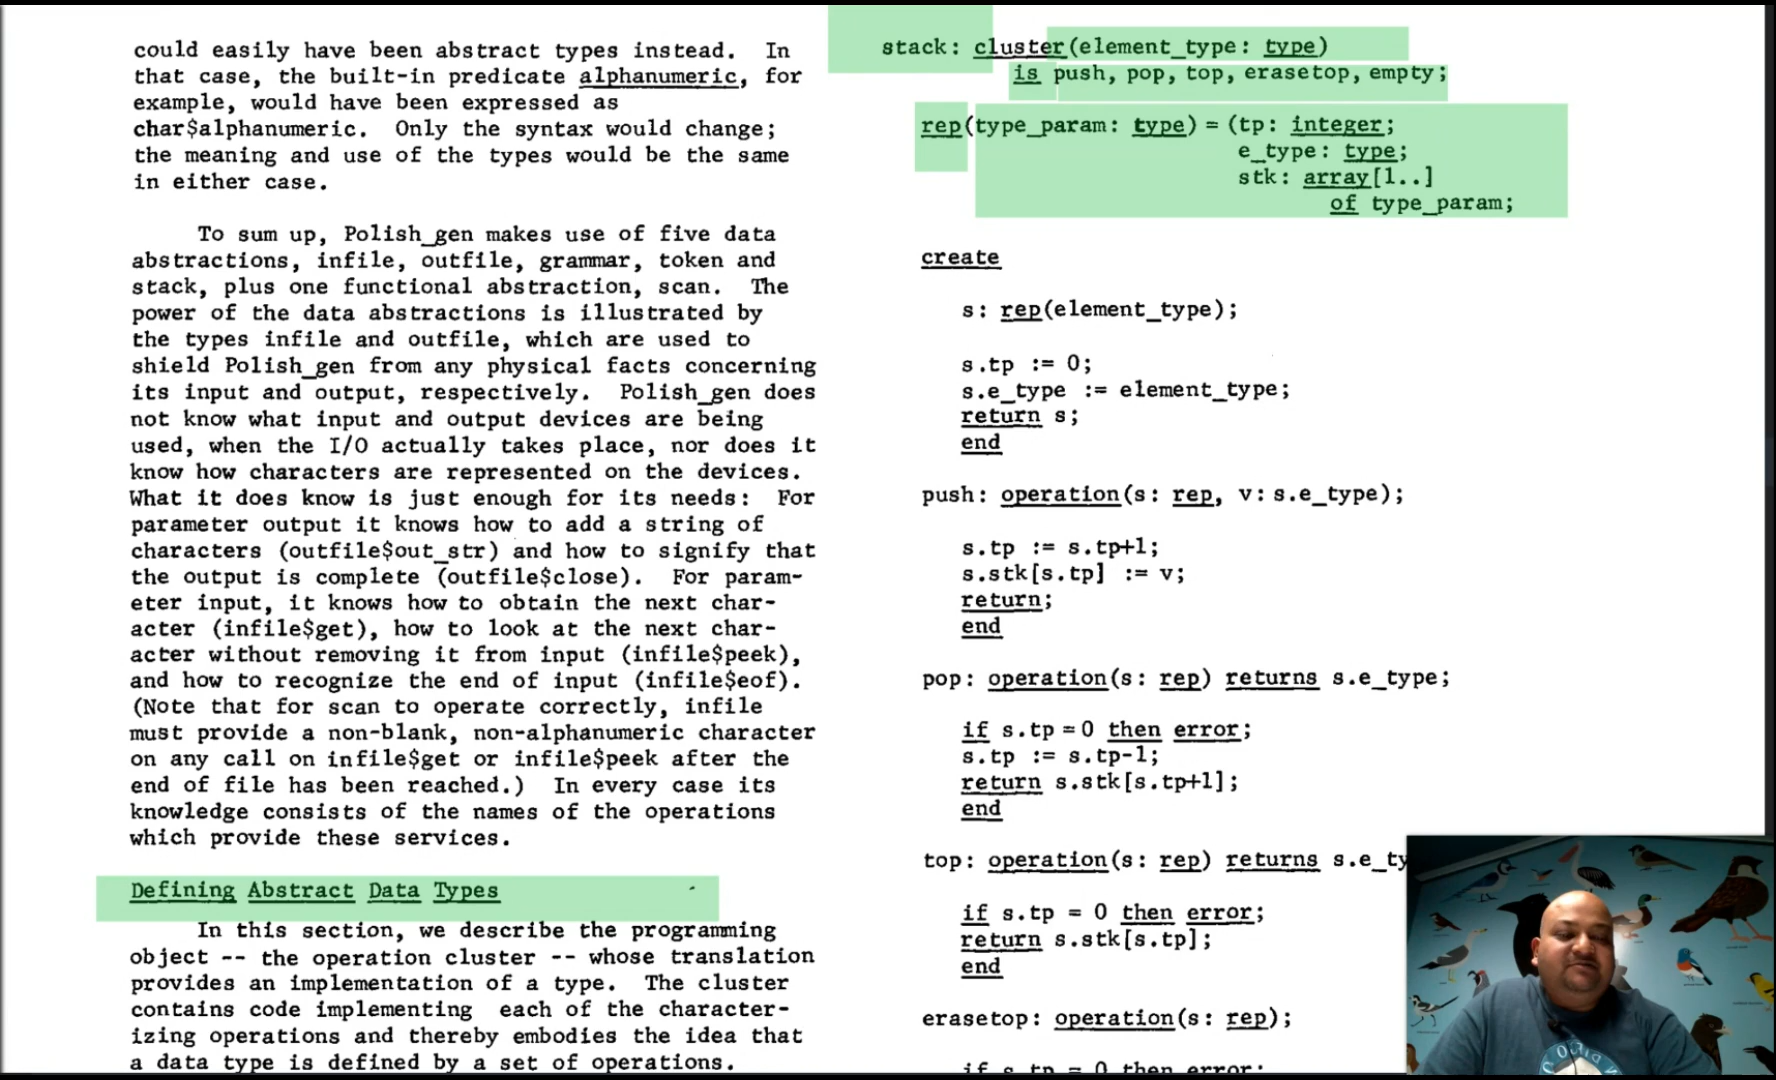 could easily have been abstract types instead. In
that case, the built-in predicate alphanumeric, for
example, would have been expressed as
char$alphanumeric. Only the syntax would change;
the meaning and use of the types would be the same
in either case.
To sum up, Polish_gen makes use of five data
abstractions, infile, outfile, grammar, token and
stack, plus one functional abstraction, scan. The
power of the data abstractions is illustrated by
the types infile and outfile, which are used to
shield Polish_gen from any physical facts concerning
its input and output, respectively. Polish_gen does
not know what input and output devices are being
used, when the I/O actually takes place, nor does it
know how characters are represented on the devices.
What it does know is just enough for its needs: For
parameter output it knows how to add a string of
characters (outfile$out_str) and how to signify that
the output is complete (outfile$close). For param-
eter input, it knows how to obtain the next char-
acter (infile$get), how to look at the next char-
acter without removing it from input (infile$peek),
and how to recognize the end of input (infile$eof).
(Note that for scan to operate correctly, infile
must provide a non-blank, non-alphanumeric character
on any call on infile$get or infile$peek after the
end of file has been reached.) In every case its
knowledge consists of the names of the operations
which provide these services.
Defining Abstract Data Types
In this section, we describe the programming
object -- the operation cluster -- whose translation
provides an implementation of a type. The cluster
contains code implementing each of the character-
izing operations and thereby embodies the idea that
a data type is defined by a set of operations.
stack: cluster(element_type: type)
is push, pop, top, erasetop, empty;
rep(type_param: type) = (tp: integer;
e_type: type;
stk: array[1..]
of type_param;
create
s: rep(element_type);
s.tp := 0;
s.e_type := element_type;
return s;
end
push: operation(s: rep, v: s.e_type);
s.tp := s.tp+1;
s.stk[s.tp] := v;
return;
end
pop: operation(s: rep) returns s.e_type;
if s.tp = 0 then error;
s.tp := s.tp-1;
return s.stk[s.tp+1];
end
top: operation(s: rep) returns s.e_ty
if s.tp = 0 then error;
return s.stk[s.tp];
end
erasetop: operation(s: rep);
if s.tp = 0 then error;